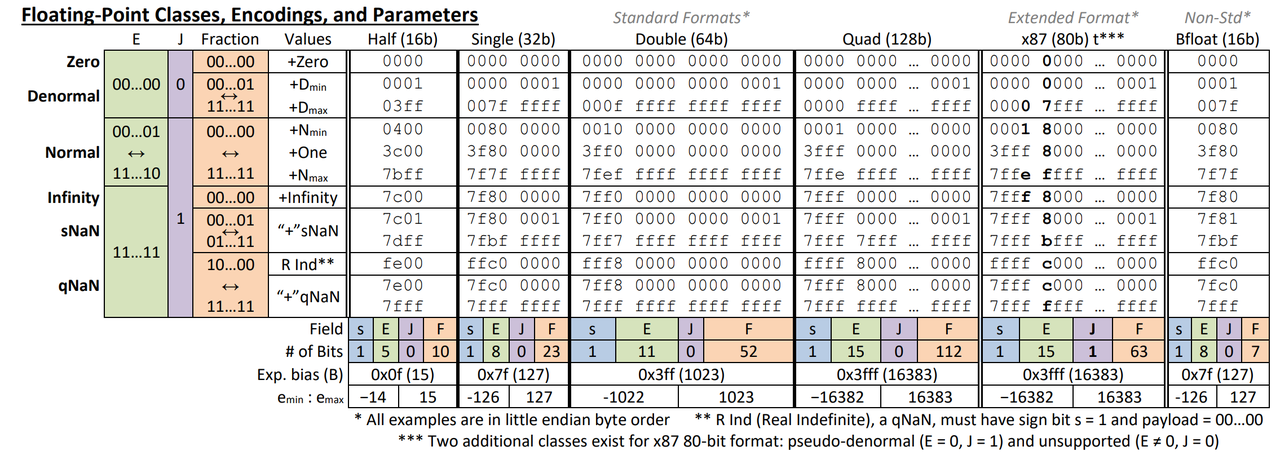 Floating-Point Classes, Encodings, and Parameters Standard Formats* Extended Format* Non-Std*
E J Fraction Values Half (16b) Single (32b) Double (64b) Quad (128b) x87 (80b) t*** Bfloat (16b)
Zero 00...00 0 00...00 +Zero 0000 0000 0000 0000 0000 0000 0000 0000 0000 ... 0000 0000 0000 ... 0000 0000
Denormal 00...01 ↔ 11...11 +Dmin 0001 0000 0001 0000 0000 0000 0001 0000 0000 ... 0001 0000 0000 ... 0001 0001
+Dmax 03ff 007f ffff 000f ffff ffff ffff 0000 ffff ... ffff 0000 7fff ... ffff 007f
Normal 00...01 ↔ 11...10 1 00...00 ↔ 11...11 +Nmin 0400 0080 0000 0010 0000 0000 0000 0001 0000 ... 0000 0001 8000 ... 0000 0080
+One 3c00 3f80 0000 3ff0 0000 0000 0000 3fff 0000 ... 0000 3fff 8000 ... 0000 3f80
+Nmax 7bff 7f7f ffff 7fef ffff ffff ffff 7ffe ffff ... ffff 7ffe ffff ... ffff 7f7f
Infinity 11...11 00...00 +Infinity 7c00 7f80 0000 7ff0 0000 0000 0000 7fff 0000 ... 0000 7fff 8000 ... 0000 7f80
sNaN 00...01 ↔ 01...11 “+”sNaN 7c01 7f80 0001 7ff0 0000 0000 0001 7fff 0000 ... 0001 7fff 8000 ... 0001 7f81
7dff 7fbf ffff 7ff7 ffff ffff ffff 7fff 7fff ... ffff 7fff bfff ... ffff 7fbf
qNaN 10...00 ↔ 11...11 R Ind** fe00 ffc0 0000 fff8 0000 0000 0000 ffff 8000 ... 0000 ffff c000 ... 0000 ffc0
“+”qNaN 7e00 7fc0 0000 7ff8 0000 0000 0000 7fff 8000 ... 0000 7fff c000 ... 0000 7fc0
7fff 7fff ffff 7fff ffff ffff ffff 7fff ffff ... ffff 7fff ffff ... ffff 7fff
Field s E J F s E J F s E J F s E J F s E J F s E J F
# of Bits 1 5 0 10 1 8 0 23 1 11 0 52 1 15 0 112 1 15 1 63 1 8 0 7
Exp. bias (B) 0x0f (15) 0x7f (127) 0x3ff (1023) 0x3fff (16383) 0x3fff (16383) 0x7f (127)
emin : emax −14 15 -126 127 -1022 1023 −16382 16383 −16382 16383 -126 127
* All examples are in little endian byte order ** R Ind (Real Indefinite), a qNaN, must have sign bit s = 1 and payload = 00...00
*** Two additional classes exist for x87 80-bit format: pseudo-denormal (E = 0, J = 1) and unsupported (E ≠ 0, J = 0)